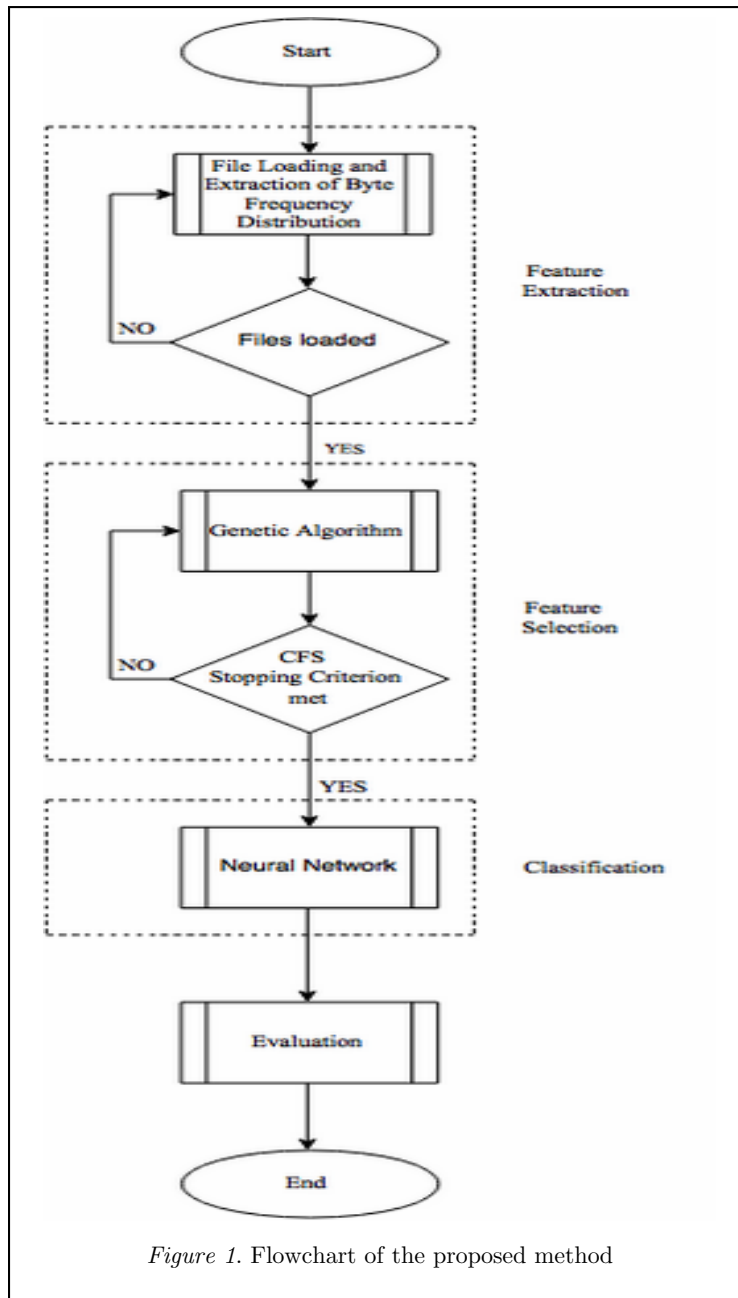 Start
File Loading and
Extraction of Byte
Frequency
Distribution
Feature
Extraction
NO
Files loaded
YES
Genetic Algorithm
Feature
Selection
NO
CFS
Stopping Criterion
met
YES
Neural Network
Classification
Evaluation
End
Figure 1. Flowchart of the proposed method